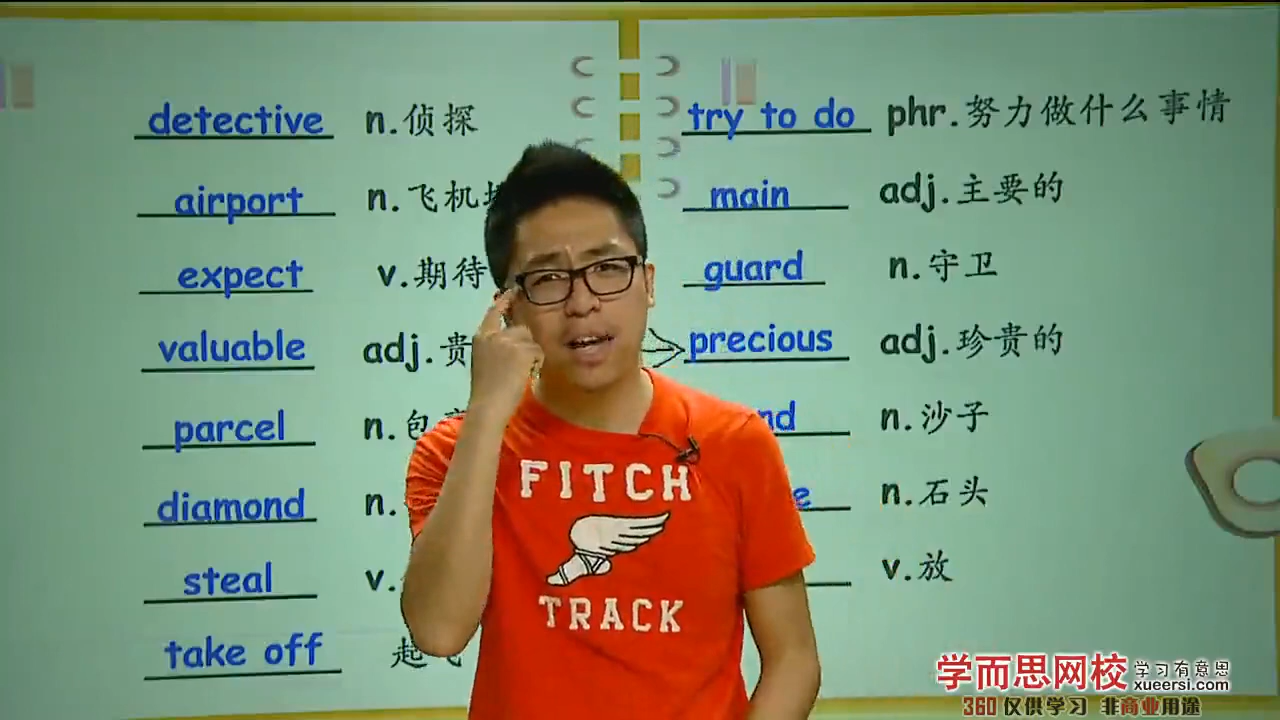 detective n.侦探
airport n.飞机
expect v.期待
valuable adj.贵
parcel n.包
diamond n.
steal v.
take off 起飞
try to do phr.努力做什么事情
main adj.主要的
guard n.守卫
precious adj.珍贵的
n.沙子
n.石头
v.放
FITCH
TRACK
学而思网校 学习有意思
xueersi.com
360 仅供学习 非商业用途